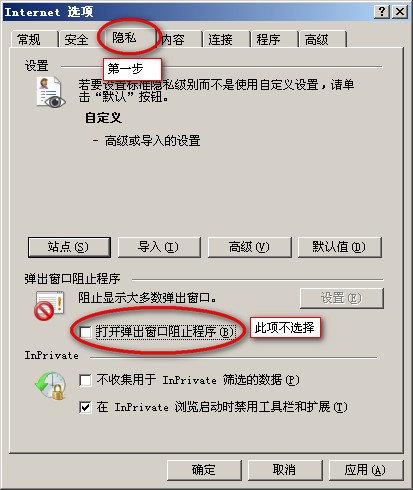 Internet 选项
常规 安全 隐私 内容 连接 程序 高级
第一步
设置
若要设置标准隐私级别而不是使用自定义设置，请单
击“默认”按钮。
自定义
- 高级或导入的设置
站点(S) 导入(I) 高级(V) 默认值(D)
弹出窗口阻止程序
阻止显示大多数弹出窗口。 设置(E)
打开弹出窗口阻止程序(B) 此项不选择
InPrivate
不收集用于 InPrivate 筛选的数据(P)
在 InPrivate 浏览启动时禁用工具栏和扩展(T)
确定 取消 应用(A)